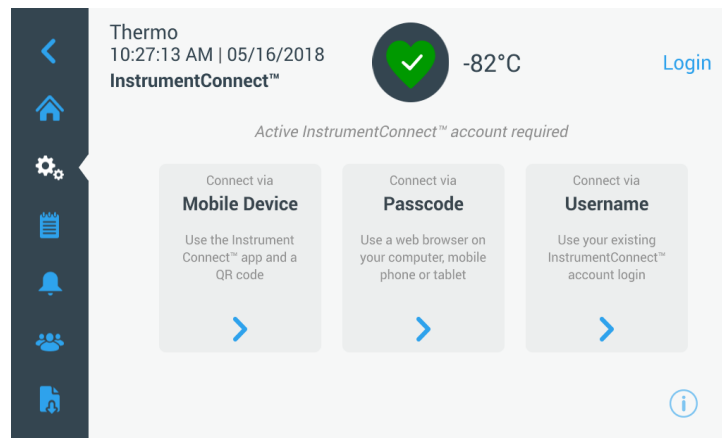 Thermo
10:27:13 AM | 05/16/2018
InstrumentConnect™
-82°C
Login
Active InstrumentConnect™ account required
Connect via
Mobile Device
Use the Instrument
Connect™ app and a
QR code
Connect via
Passcode
Use a web browser on
your computer, mobile
phone or tablet
Connect via
Username
Use your existing
InstrumentConnect™
account login